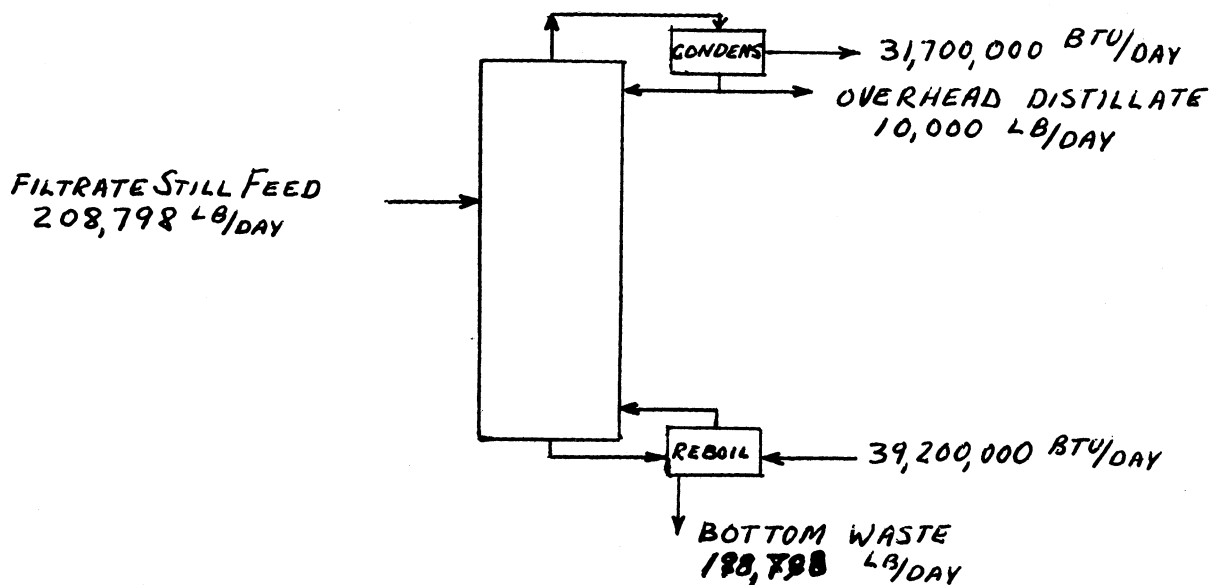 CONDENS
31,700,000 BTU/DAY
OVERHEAD DISTILLATE
10,000 LB/DAY
FILTRATE STILL FEED
208,798 LB/DAY
REBOIL
39,200,000 BTU/DAY
BOTTOM WASTE
LB/DAY